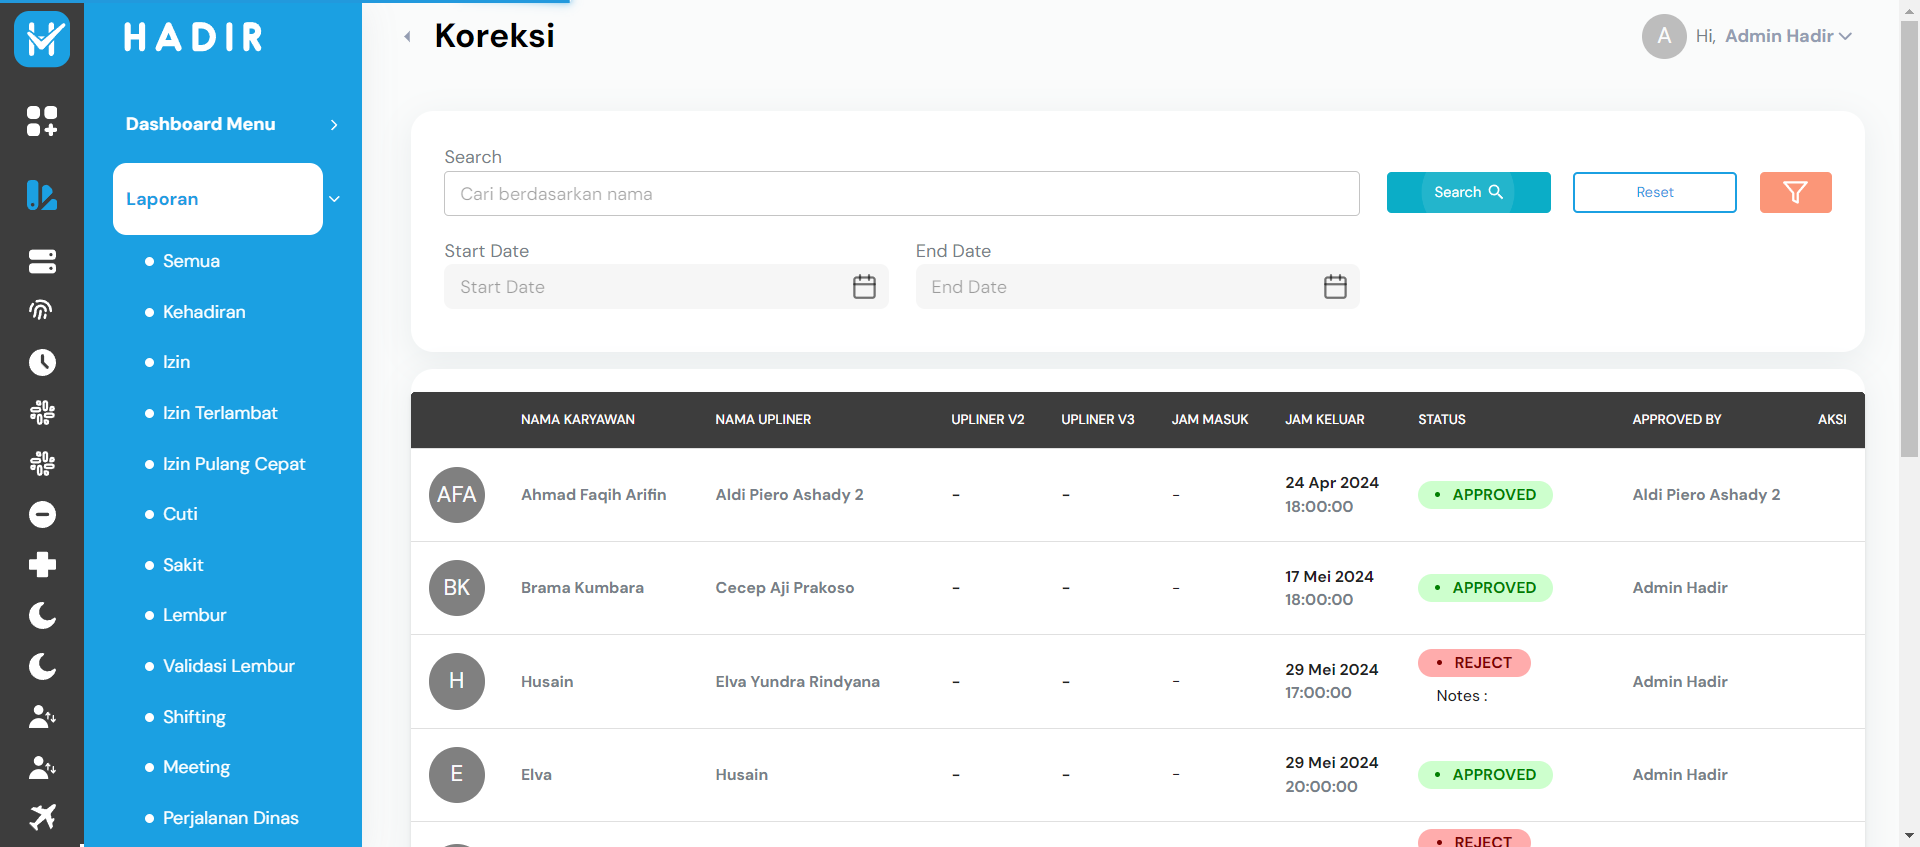 HADIR
Dashboard Menu
Laporan
Semua
Kehadiran
Izin
Izin Terlambat
Izin Pulang Cepat
Cuti
Sakit
Lembur
Validasi Lembur
Shifting
Meeting
Perjalanan Dinas
Koreksi
A Hi, Admin Hadir
Search
Cari berdasarkan nama
Search
Reset
Start Date
End Date
Start Date
End Date
NAMA KARYAWAN NAMA UPLINER UPLINER V2 UPLINER V3 JAM MASUK JAM KELUAR STATUS APPROVED BY AKSI
AFA Ahmad Faqih Arifin Aldi Piero Ashady 2 - - - 24 Apr 2024 18:00:00 • APPROVED Aldi Piero Ashady 2
BK Brama Kumbara Cecep Aji Prakoso - - - 17 Mei 2024 18:00:00 • APPROVED Admin Hadir
H Husain Elva Yundra Rindyana - - - 29 Mei 2024 17:00:00 • REJECT Notes : Admin Hadir
E Elva Husain - - - 29 Mei 2024 20:00:00 • APPROVED Admin Hadir
• REJECT